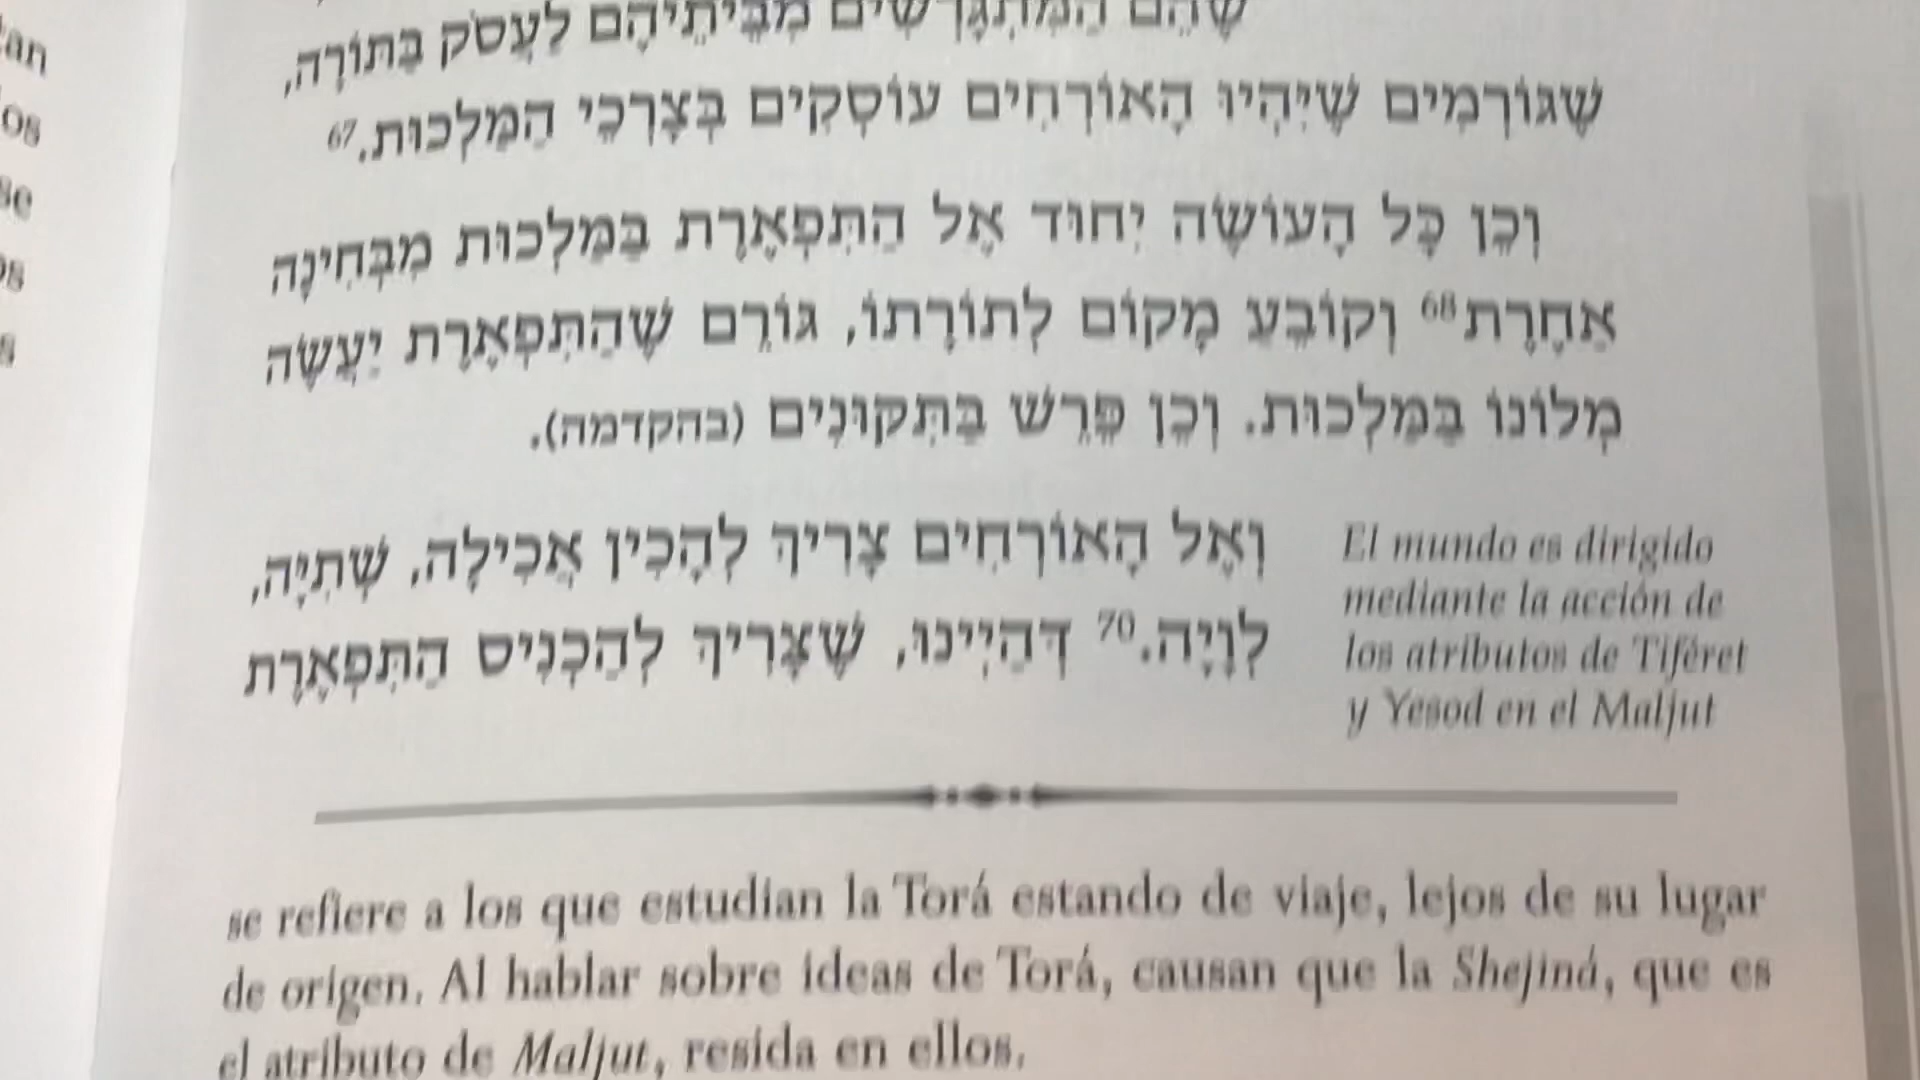 שֶׁהֵם הַמִּתְגָּרְשִׁים מִבָּיתֵּיהֶם לַעֲסֹק בַּתּוֹרָה,
שֶׁגּוֹרְמִים שֶׁיִּהְיוּ הָאוֹרְחִים עוֹסְקִים בְּצָרְכֵי הַמַּלְכוּת.67
וְכֵן כָּל הָעוֹשֶׂה יִחוּד אֶל הַתִּפְאֶרֶת בַּמַּלְכוּת מִבְּחִינָה
אַחֶרֶת68 וְקוֹבֵעַ מָקוֹם לְתוֹרָתוֹ, גּוֹרֵם שֶׁהַתִּפְאֶרֶת יַעֲשֶׂה
מְלוֹנוֹ בַּמַּלְכוּת. וְכֵן פֵּרֵשׁ בַּתִּקּוּנִים (בהקדמה).
וְאֶל הָאוֹרְחִים צָרִיךְ לְהָכִין אֲכִילָה, שְׁתִיָּה,
לְוָיָה.70 דְּהַיְינוּ, שֶׁצָּרִיךְ לְהַכְנִיס הַתִּפְאֶרֶת
El mundo es dirigido
mediante la acción de
los atributos de Tiféret
y Yesod en el Maljut
se refiere a los que estudian la Torá estando de viaje, lejos de su lugar
de origen. Al hablar sobre ideas de Torá, causan que la Shejiná, que es
el atributo de Maljut, resida en ellos.